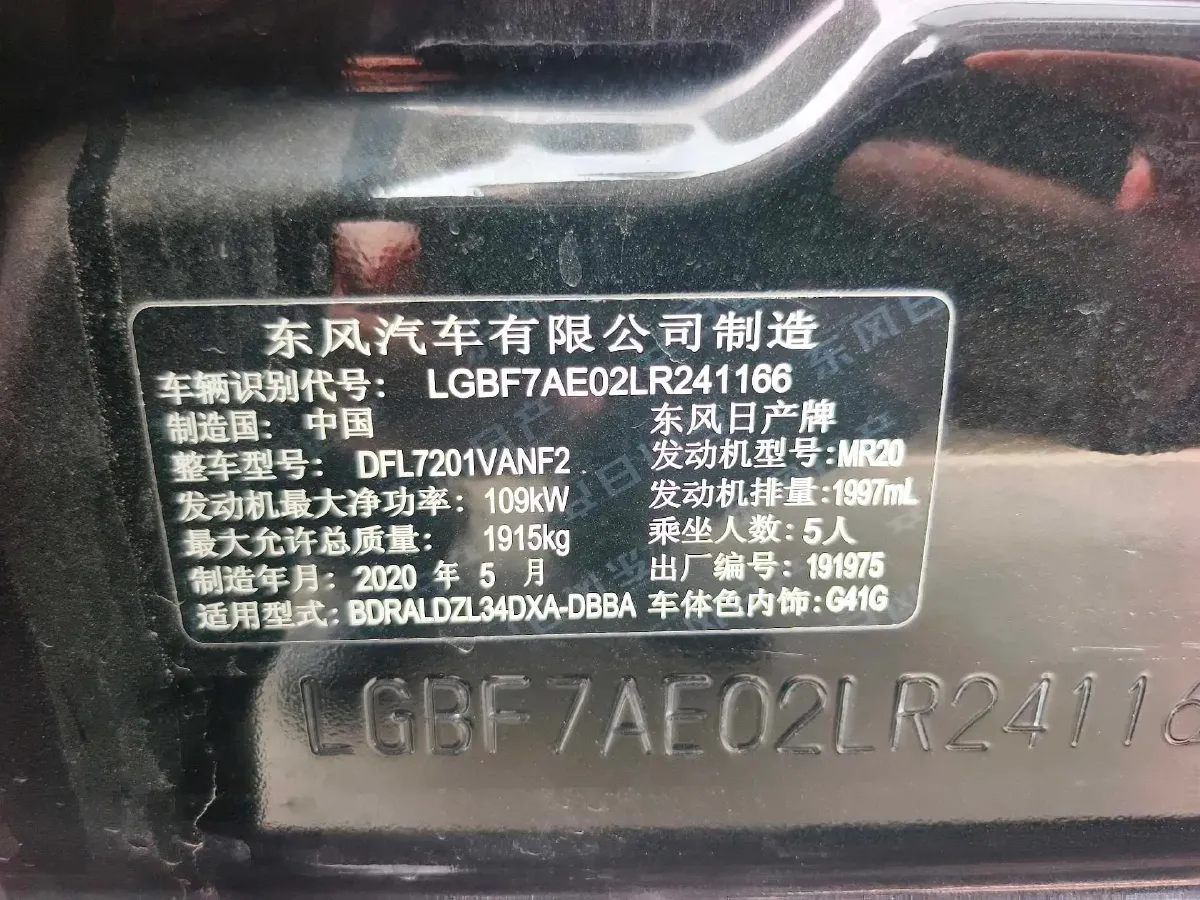 东风汽车有限公司制造
车辆识别代号： LGBF7AE02LR241166
制造国： 中国 东风日产牌
整车型号： DFL7201VANF2 发动机型号：MR20
发动机最大净功率： 109kW 发动机排量：1997mL
最大允许总质量： 1915kg 乘坐人数：5人
制造年月：2020 年 5 月 出厂编号：191975
适用型式：BDRALDZL34DXA-DBBA 车体色内饰：G41G
LGBF7AE02LR24116